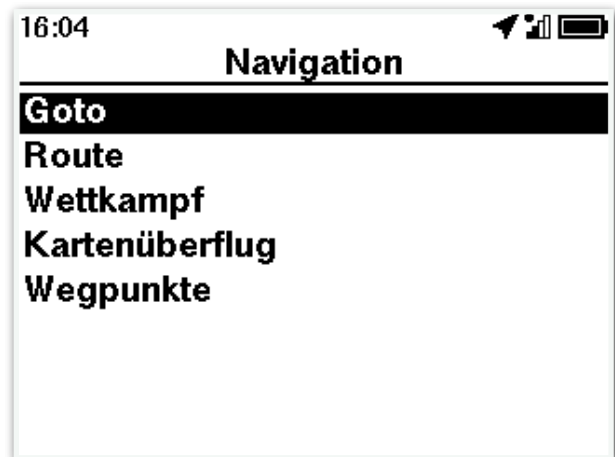 16:04
Navigation
Goto
Route
Wettkampf
Kartenüberflug
Wegpunkte